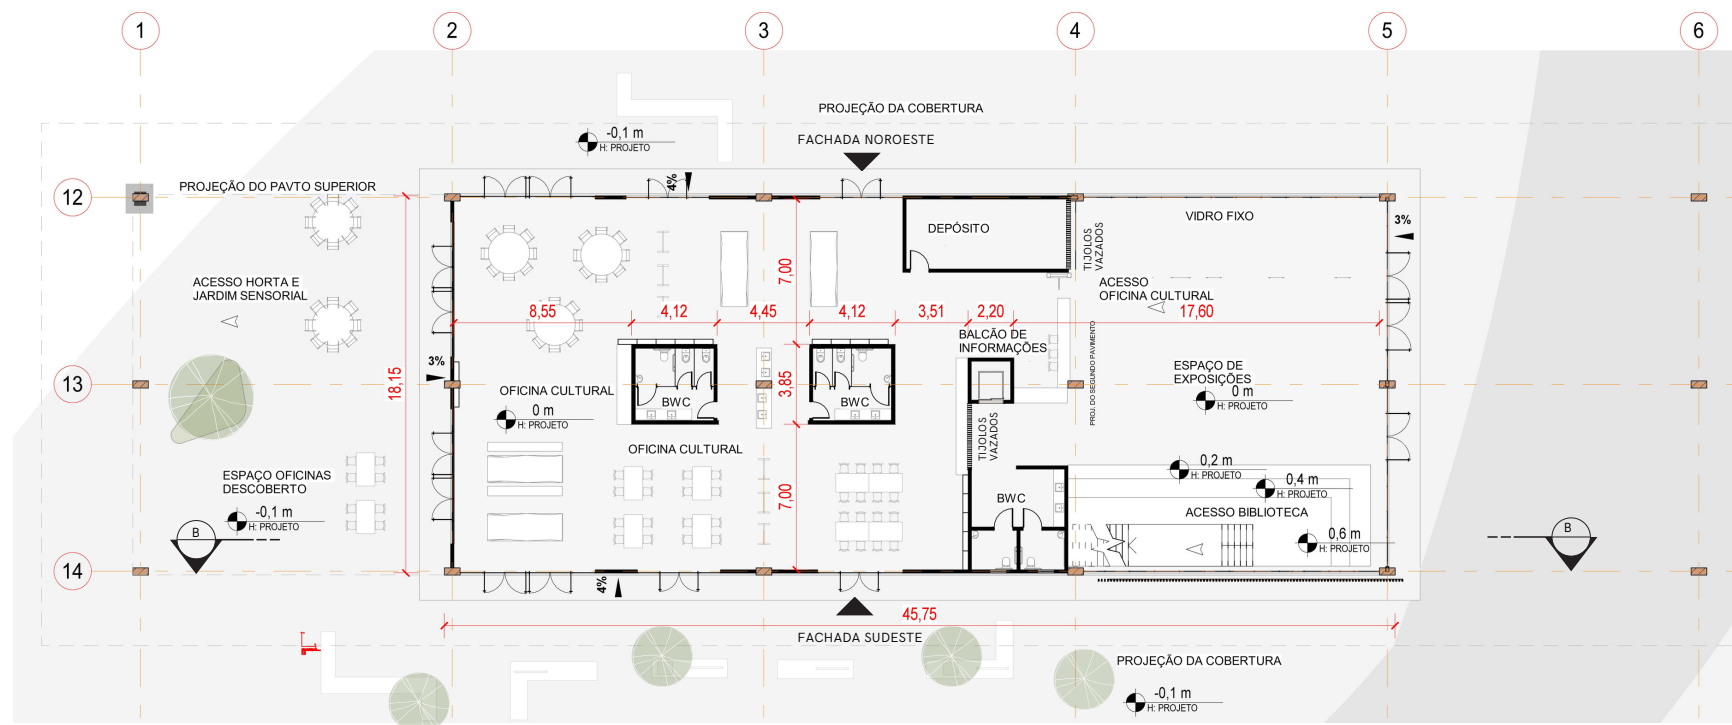 1
2
3
4
5
6
PROJEÇÃO DA COBERTURA
-0,1 m
H: PROJETO
FACHADA NOROESTE
12
PROJEÇÃO DO PAVTO SUPERIOR
4%
DEPÓSITO
TIJOLOS
VAZADOS
VIDRO FIXO
3%
7,00
ACESSO HORTA E
JARDIM SENSORIAL
ACESSO
OFICINA CULTURAL
8,55
4,12
4,45
4,12
3,51
2,20
17,60
BALCÃO DE
INFORMAÇÕES
PROJ. DO SEGUNDO PAVIMENTO
3%
18,15
13
3,85
OFICINA CULTURAL
0 m
H: PROJETO
BWC
BWC
ESPAÇO DE
EXPOSIÇÕES
0 m
H: PROJETO
OFICINA CULTURAL
TIJOLOS
VAZADOS
ESPAÇO OFICINAS
DESCOBERTO
-0,1 m
H: PROJETO
7,00
BWC
0,2 m
H: PROJETO
0,4 m
H: PROJETO
ACESSO BIBLIOTECA
0,6 m
H: PROJETO
B
B
14
4%
45,75
FACHADA SUDESTE
PROJEÇÃO DA COBERTURA
-0,1 m
H: PROJETO